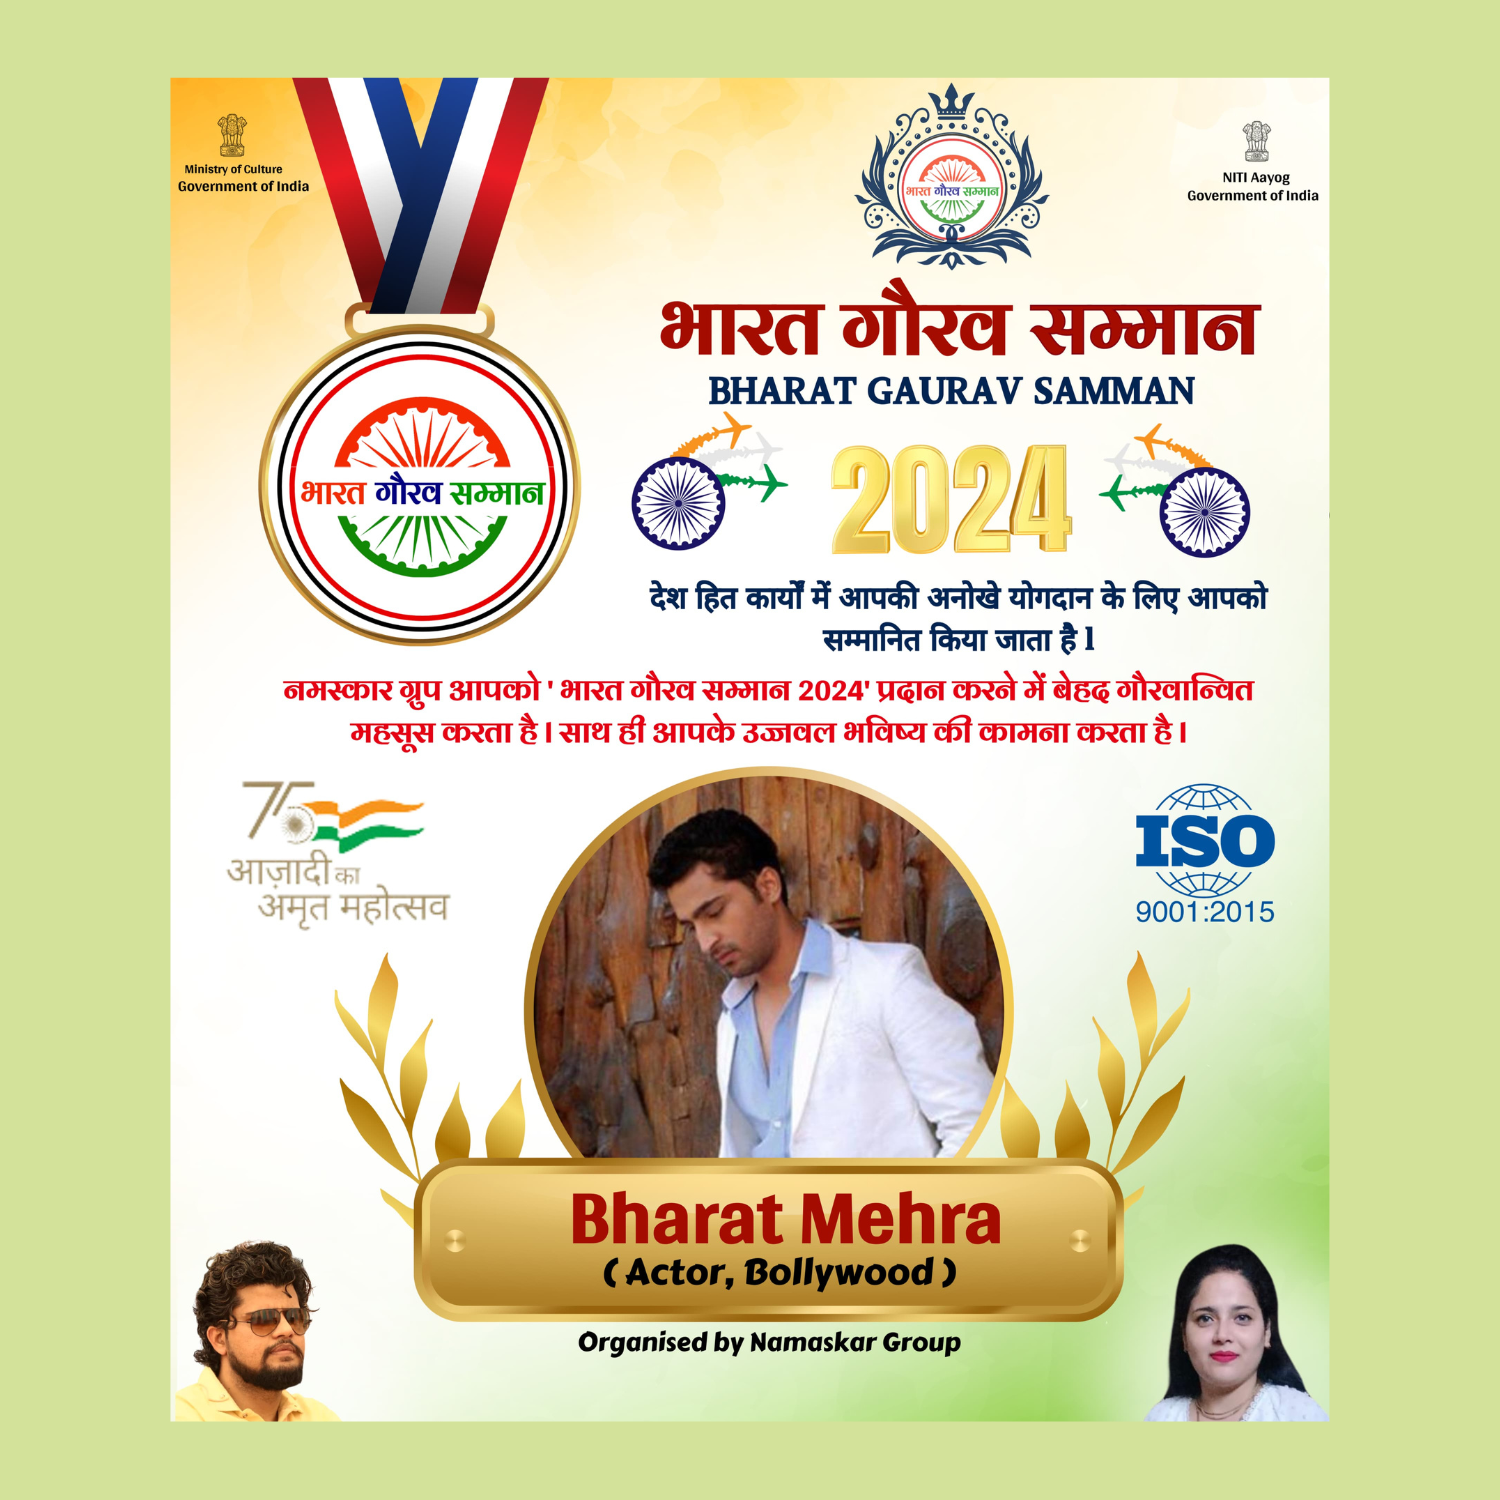 Ministry of Culture
Government of India
भारत गौरव सम्मान
NITI Aayog
Government of India
भारत गौरव सम्मान
BHARAT GAURAV SAMMAN
भारत गौरव सम्मान
2024
देश हित कार्यों में आपकी अनोखे योगदान के लिए आपको
सम्मानित किया जाता है l
नमस्कार ग्रुप आपको ' भारत गौरव सम्मान 2024' प्रदान करने में बेहद गौरवान्वित
महसूस करता है। साथ ही आपके उज्जवल भविष्य की कामना करता है।
75
आज़ादी का
अमृत महोत्सव
ISO
9001:2015
Bharat Mehra
( Actor, Bollywood )
Organised by Namaskar Group